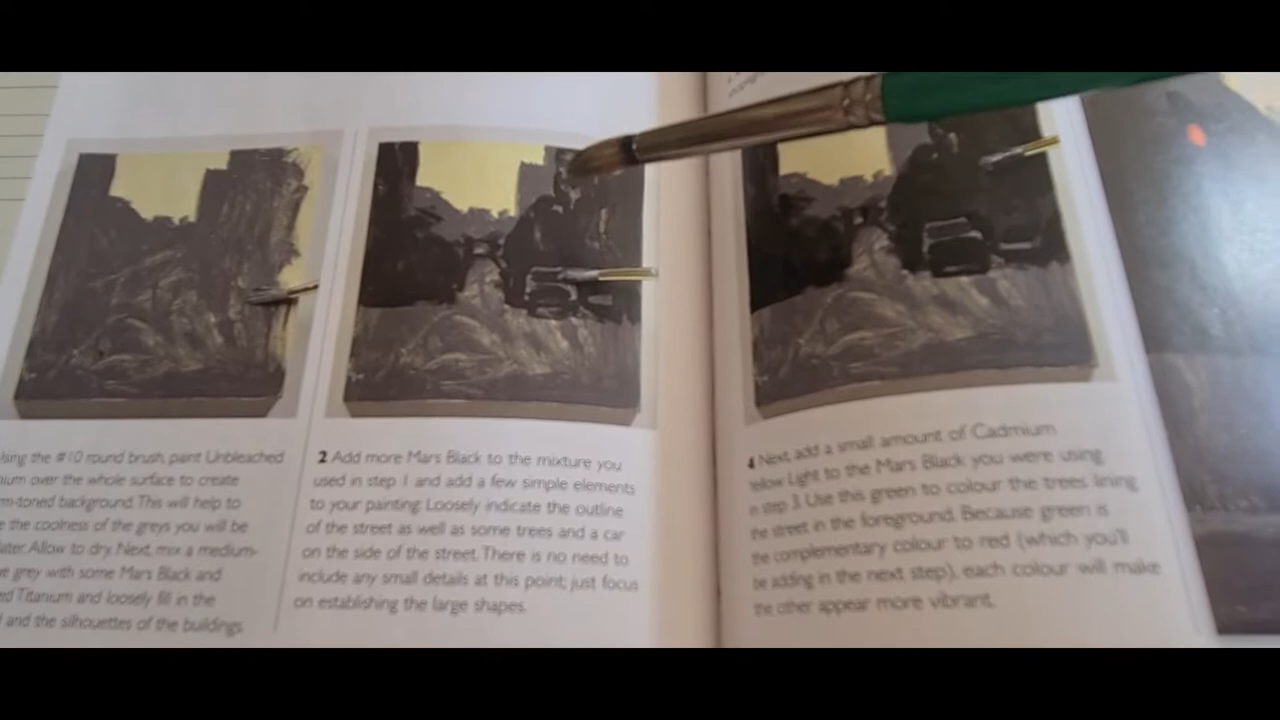 Using the #10 round brush, paint Unbleached
over the whole surface to create
background. This will help to
the coolness of the greys you will be
later. Allow to dry. Next, mix a medium-
grey with some Mars Black and
Titanium and loosely fill in the
and the silhouettes of the buildings
2 Add more Mars Black to the mixture you
used in step 1 and add a few simple elements
to your painting. Loosely indicate the outline
of the street as well as some trees and a car
on the side of the street. There is no need to
include any small details at this point; just focus
on establishing the large shapes.
4 Next, add a small amount of Cadmium
Yellow Light to the Mars Black you were using
in step 3. Use this green to colour the trees lining
the street in the foreground. Because green is
the complementary colour to red (which you'll
be adding in the next step), each colour will make
the other appear more vibrant.